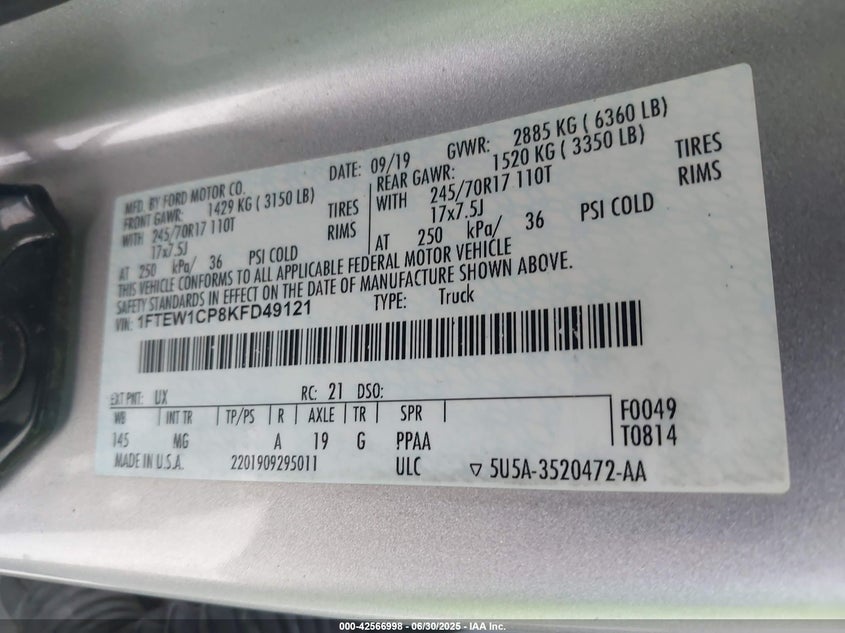 MFD. BY FORD MOTOR CO.
DATE: 09/19 GVWR: 2885 KG ( 6360 LB)
FRONT GAWR: 1429 KG ( 3150 LB) REAR GAWR: 1520 KG ( 3350 LB)
WITH 245/70R17 110T TIRES WITH 245/70R17 110T TIRES
17x7.5J RIMS 17x7.5J RIMS
AT 250 kPa/ 36 PSI COLD AT 250 kPa/ 36 PSI COLD
THIS VEHICLE CONFORMS TO ALL APPLICABLE FEDERAL MOTOR VEHICLE
SAFETY STANDARDS IN EFFECT ON THE DATE OF MANUFACTURE SHOWN ABOVE.
VIN: 1FTEW1CP8KFD49121 TYPE: Truck
EXT PNT: UX RC: 21 DSO:
WB INT TR TP/PS R AXLE TR SPR F0049
145 MG A 19 G PPAA T0814
MADE IN U.S.A. 2201909295011 ULC ▽ 5U5A-3520472-AA
000-42566998 - 06/30/2025 - IAA Inc.